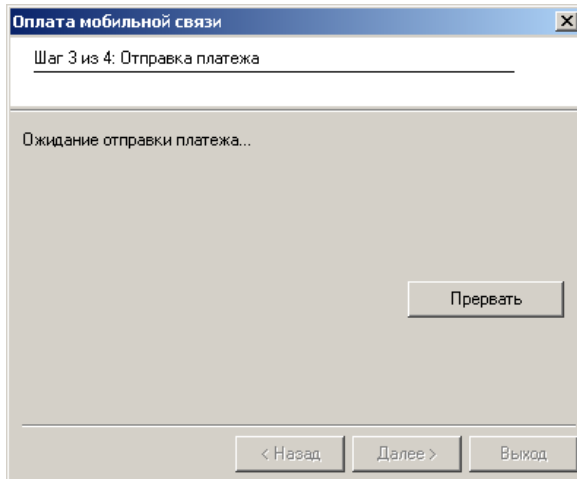 Оплата мобильной связи
Шаг 3 из 4: Отправка платежа
Ожидание отправки платежа...
Прервать
< Назад
Далее >
Выход